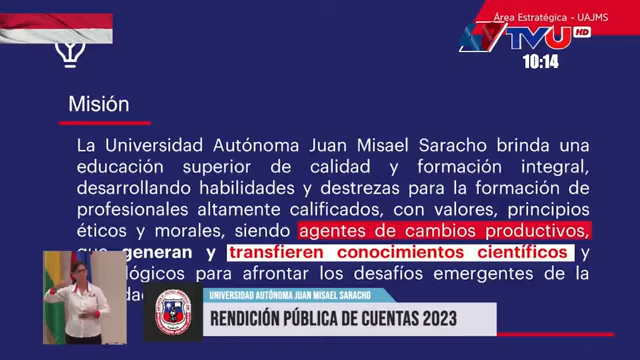 Área Estratégica - UAJMS
TVU HD
10:14
Misión
La Universidad Autónoma Juan Misael Saracho brinda una
educación superior de calidad y formación integral,
desarrollando habilidades y destrezas para la formación de
profesionales altamente calificados, con valores, principios
éticos y morales, siendo agentes de cambios productivos,
generan y transfieren conocimientos científicos y
ológicos para afrontar los desafíos emergentes de la
UNIVERSIDAD AUTÓNOMA JUAN MISAEL SARACHO
RENDICIÓN PÚBLICA DE CUENTAS 2023